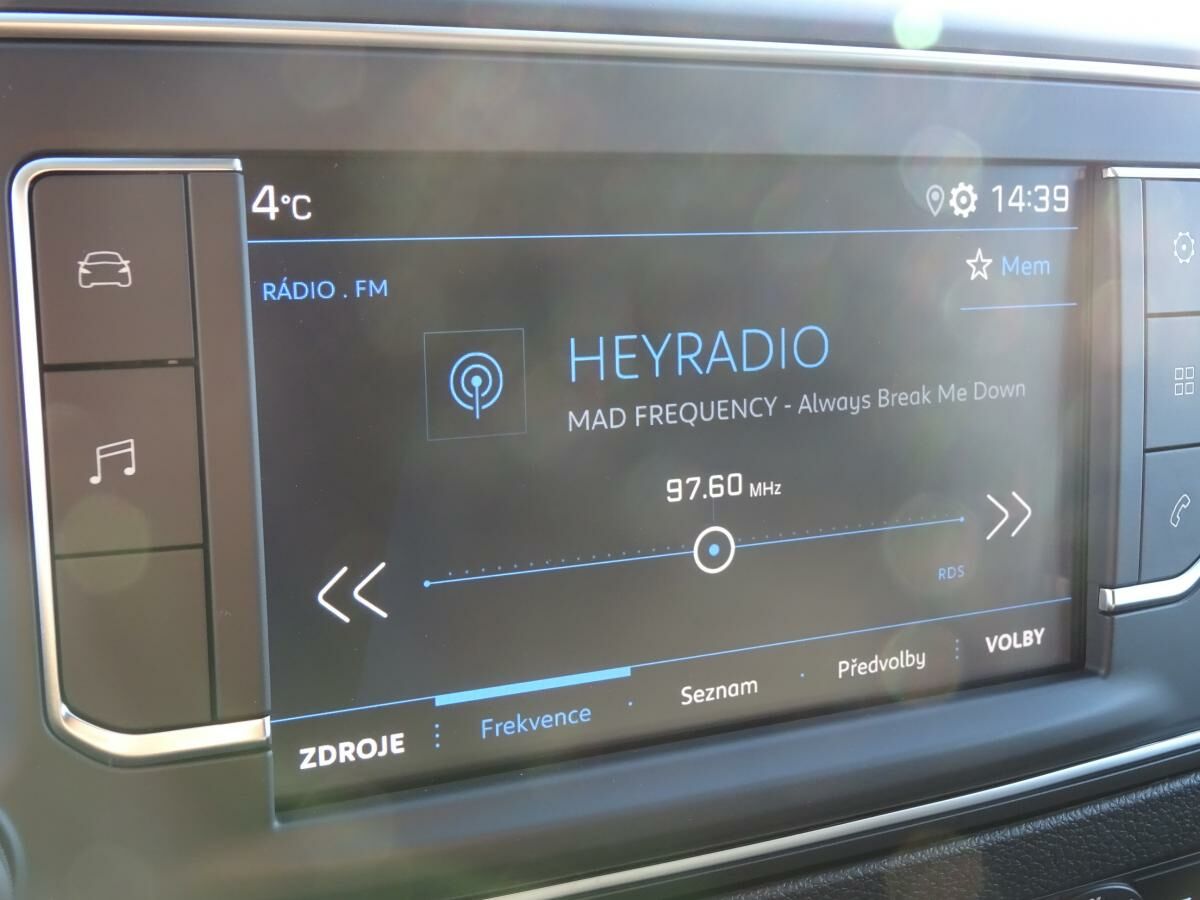 4°C 14:39
RÁDIO . FM
Mem
HEYRADIO
MAD FREQUENCY - Always Break Me Down
97.60 MHz
RDS
ZDROJE Frekvence Seznam Předvolby VOLBY